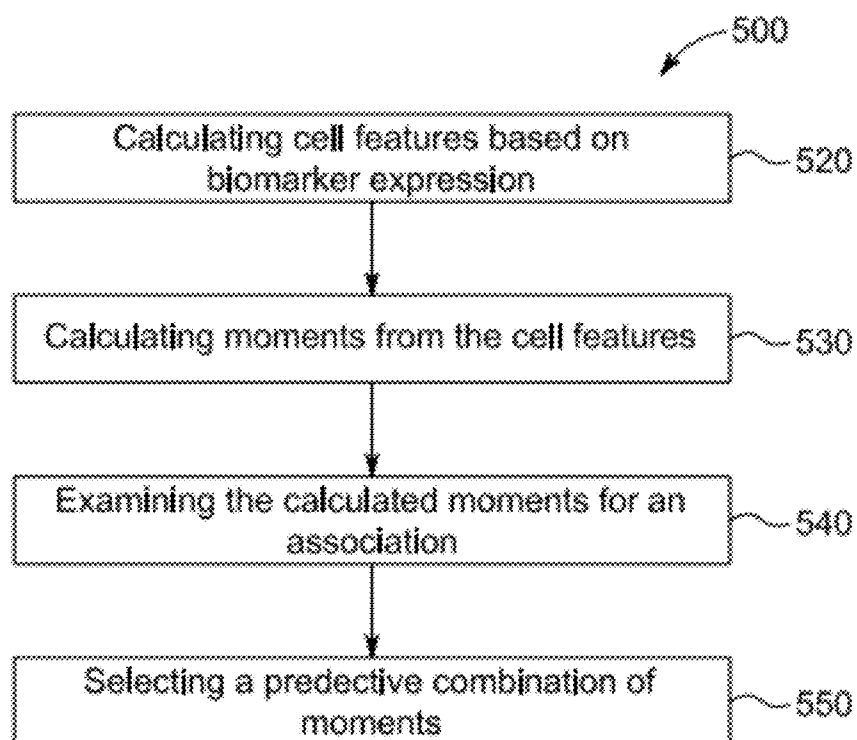 500
Calculating cell features based on
biomarker expression
520
Calculating moments from the cell features
530
Examining the calculated moments for an
association
540
Selecting a predective combination of
moments
550